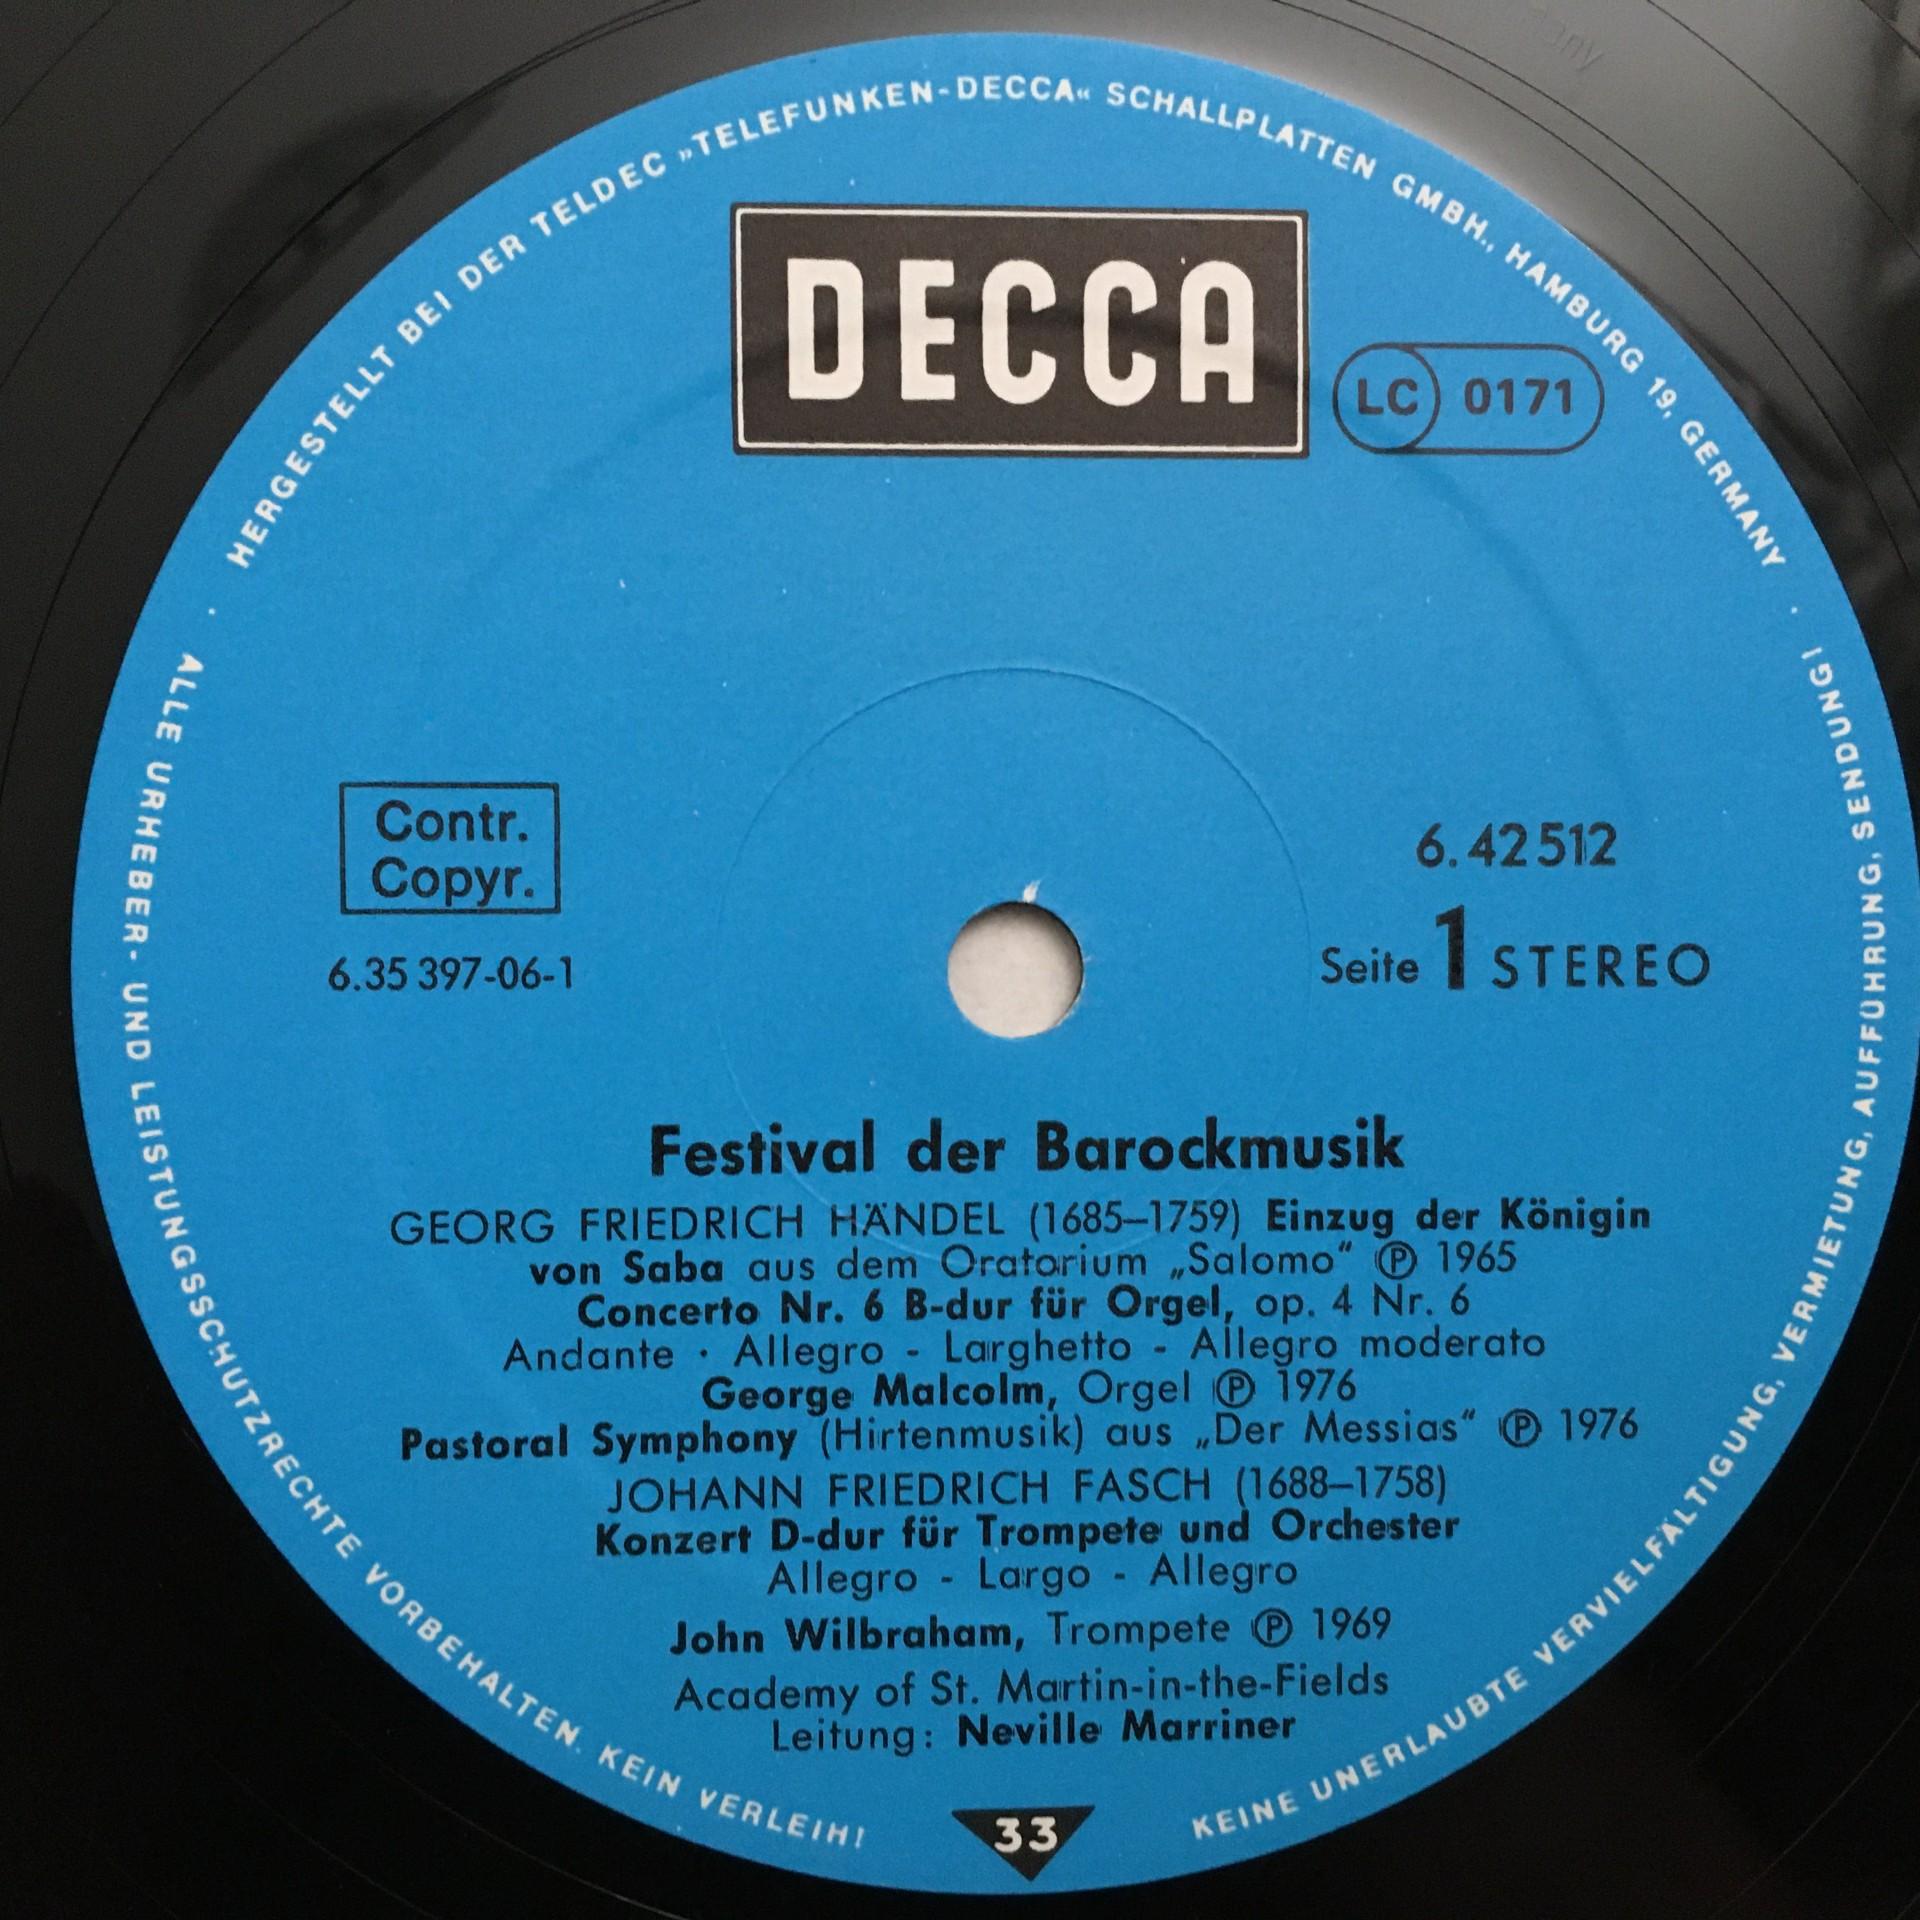 HERGESTELLT BEI DER TELDEC »TELEFUNKEN-DECCA« SCHALLPLATTEN GMBH., HAMBURG 19, GERMANY
DECCA
LC 0171
Contr.
Copyr.
6.35 397-06-1
6.42 512
Seite 1 STEREO
Festival der Barockmusik
GEORG FRIEDRICH HÄNDEL (1685–1759) Einzug der Königin
von Saba aus dem Oratorium „Salomo“ Ⓟ 1965
Concerto Nr. 6 B-dur für Orgel, op. 4 Nr. 6
Andante · Allegro - Larghetto - Allegro moderato
George Malcolm, Orgel Ⓟ 1976
Pastoral Symphony (Hirtenmusik) aus „Der Messias“ Ⓟ 1976
JOHANN FRIEDRICH FASCH (1688–1758)
Konzert D-dur für Trompete und Orchester
Allegro - Largo - Allegro
John Wilbraham, Trompete Ⓟ 1969
Academy of St. Martin-in-the-Fields
Leitung: Neville Marriner
33
ALLE URHEBER- UND LEISTUNGSSCHUTZRECHTE VORBEHALTEN. KEIN VERLEIH!
KEINE UNERLAUBTE VERVIELFÄLTIGUNG, VERMIETUNG, AUFFÜHRUNG, SENDUNG!